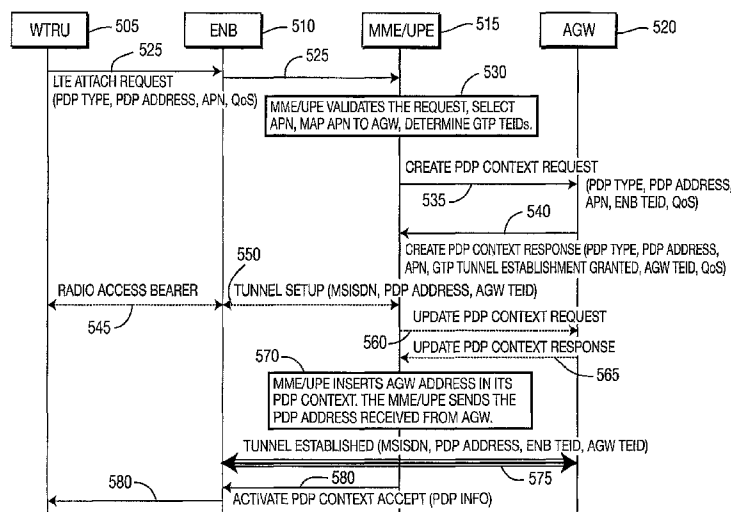 WTRU 505 ENB 510 MME/UPE 515 AGW 520
525
525
LTE ATTACH REQUEST
(PDP TYPE, PDP ADDRESS, APN, QoS)
530
MME/UPE VALIDATES THE REQUEST, SELECT
APN, MAP APN TO AGW, DETERMINE GTP TEIDs.
CREATE PDP CONTEXT REQUEST
535
(PDP TYPE, PDP ADDRESS,
APN, ENB TEID, QoS)
540
CREATE PDP CONTEXT RESPONSE (PDP TYPE, PDP ADDRESS,
APN, GTP TUNNEL ESTABLISHMENT GRANTED, AGW TEID, QoS)
550
RADIO ACCESS BEARER
545
TUNNEL SETUP (MSISDN, PDP ADDRESS, AGW TEID)
UPDATE PDP CONTEXT REQUEST
560
UPDATE PDP CONTEXT RESPONSE
565
570
MME/UPE INSERTS AGW ADDRESS IN ITS
PDP CONTEXT. THE MME/UPE SENDS THE
PDP ADDRESS RECEIVED FROM AGW.
TUNNEL ESTABLISHED (MSISDN, PDP ADDRESS, ENB TEID, AGW TEID)
575
580
580
ACTIVATE PDP CONTEXT ACCEPT (PDP INFO)